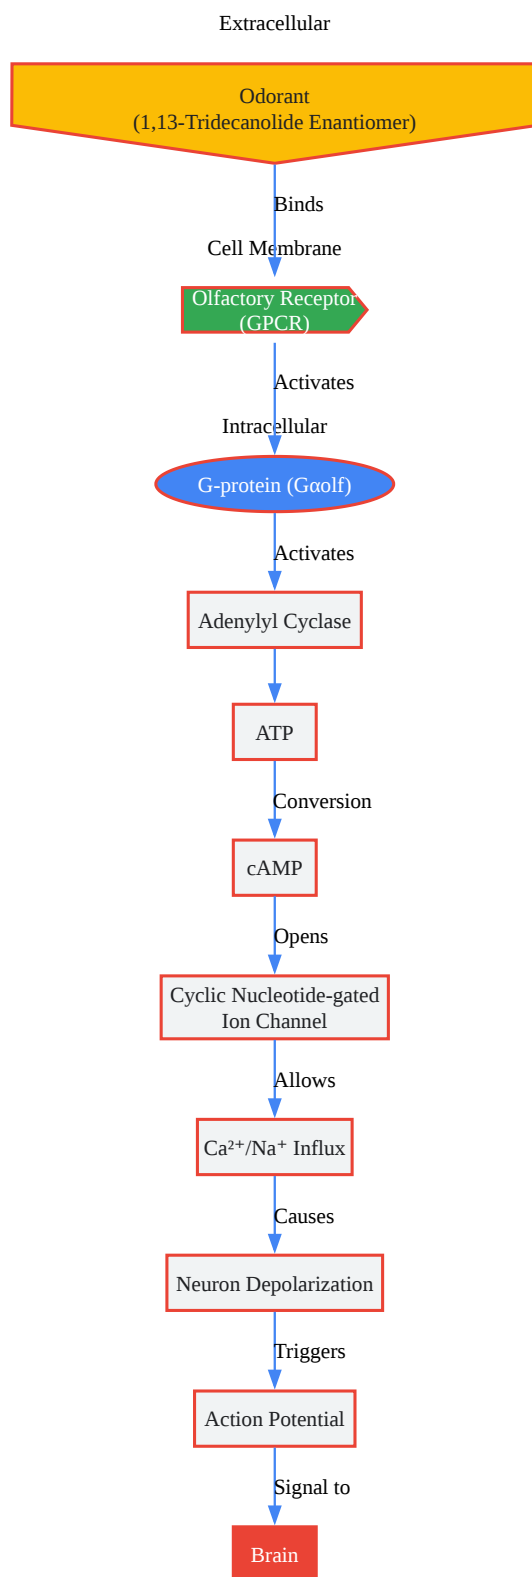 Extracellular
Odorant
(1,13-Tridecanolide Enantiomer)
Binds
Cell Membrane
Olfactory Receptor
(GPCR)
Activates
Intracellular
G-protein (Gαolf)
Activates
Adenylyl Cyclase
ATP
Conversion
cAMP
Opens
Cyclic Nucleotide-gated
Ion Channel
Allows
Ca²⁺/Na⁺ Influx
Causes
Neuron Depolarization
Triggers
Action Potential
Signal to
Brain